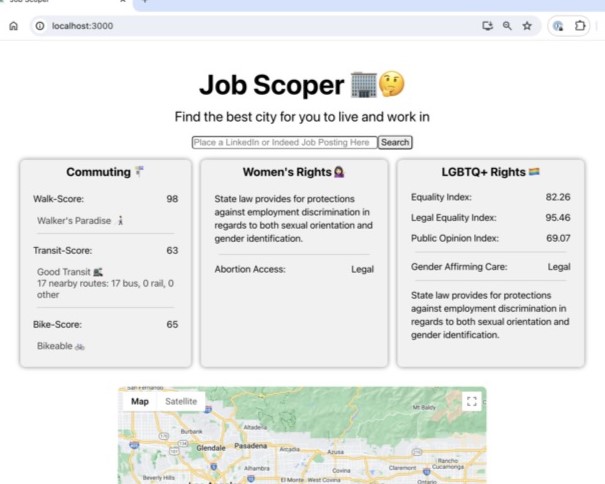 Job Scoper
localhost:3000
Job Scoper 🏢🤔
Find the best city for you to live and work in
Place a LinkedIn or Indeed Job Posting Here Search
Commuting
Walk-Score: 98
Walker's Paradise
Transit-Score: 63
Good Transit
17 nearby routes: 17 bus, 0 rail, 0
other
Bike-Score: 65
Bikeable
Women's Rights
State law provides for protections
against employment discrimination in
regards to both sexual orientation and
gender identification.
Abortion Access: Legal
LGBTQ+ Rights
Equality Index: 82.26
Legal Equality Index: 95.46
Public Opinion Index: 69.07
Gender Affirming Care: Legal
State law provides for protections
against employment discrimination in
regards to both sexual orientation and
gender identification.
Map Satellite
Mt Baldy
Altadena
Burbank
Glendale Pasadena
Arcadia Azusa
Rancho
Cucamonga
Alhambra
Covina
Claremont
Beverly Hills
El Monte West Covina
Ontario